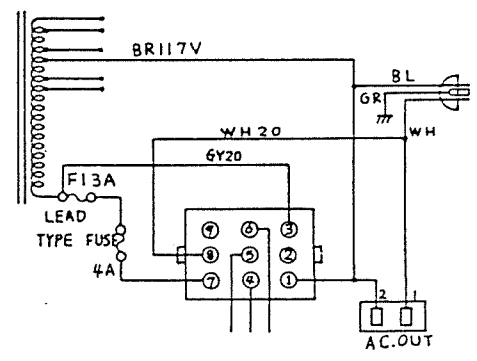 BR117V
BL
GR
WH20
WH
GY20
F13A
LEAD
TYPE FUSE
4A
9 6 3
8 5 2
7 4 1
2 1
AC.OUT